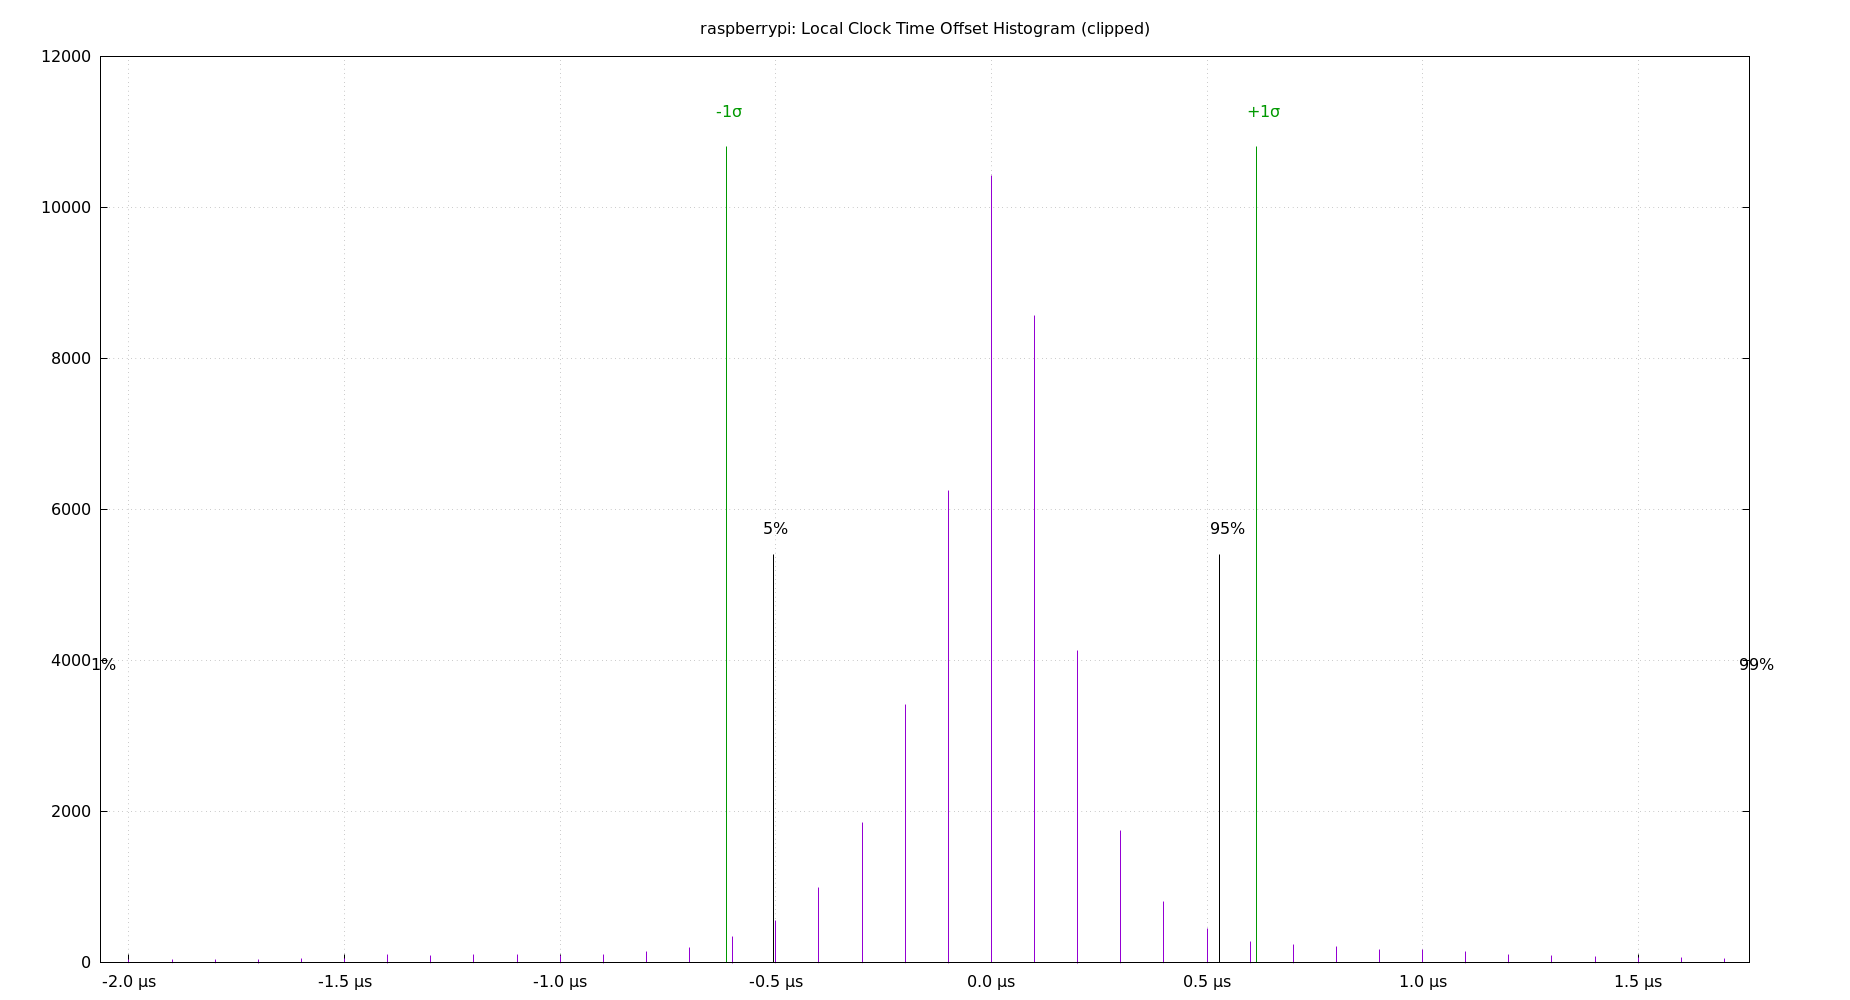 raspberrypi: Local Clock Time Offset Histogram (clipped)
12000
-1σ
+1σ
10000
8000
6000
5%
95%
4000
1%
99%
2000
0
-2.0 µs
-1.5 µs
-1.0 µs
-0.5 µs
0.0 µs
0.5 µs
1.0 µs
1.5 µs